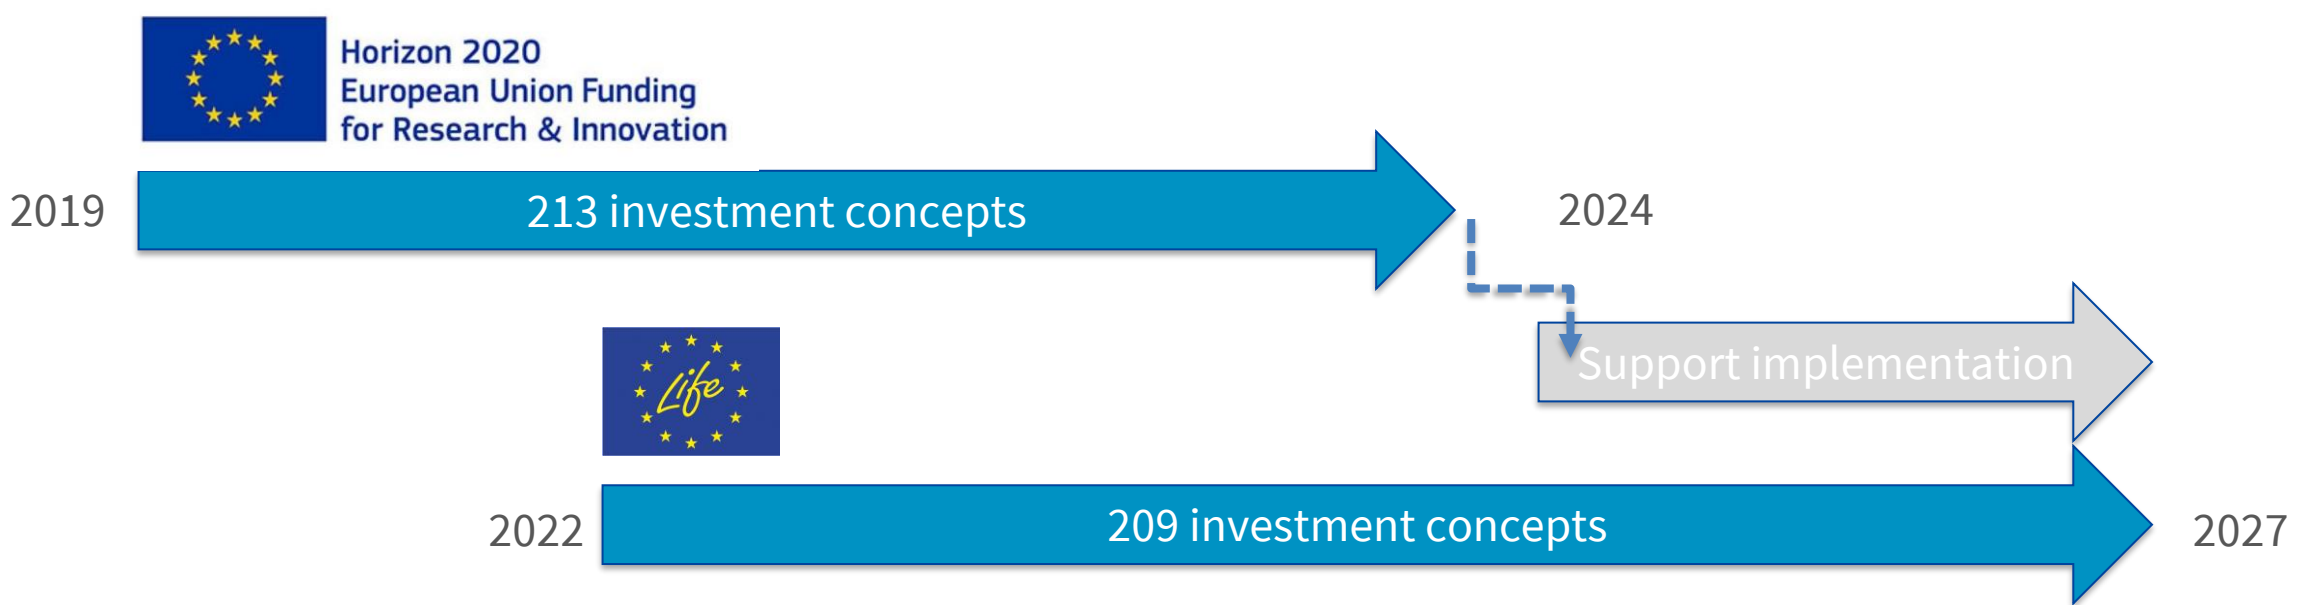 Horizon 2020
European Union Funding
for Research & Innovation
2019
213 investment concepts
2024
Life
Support implementation
2022
209 investment concepts
2027